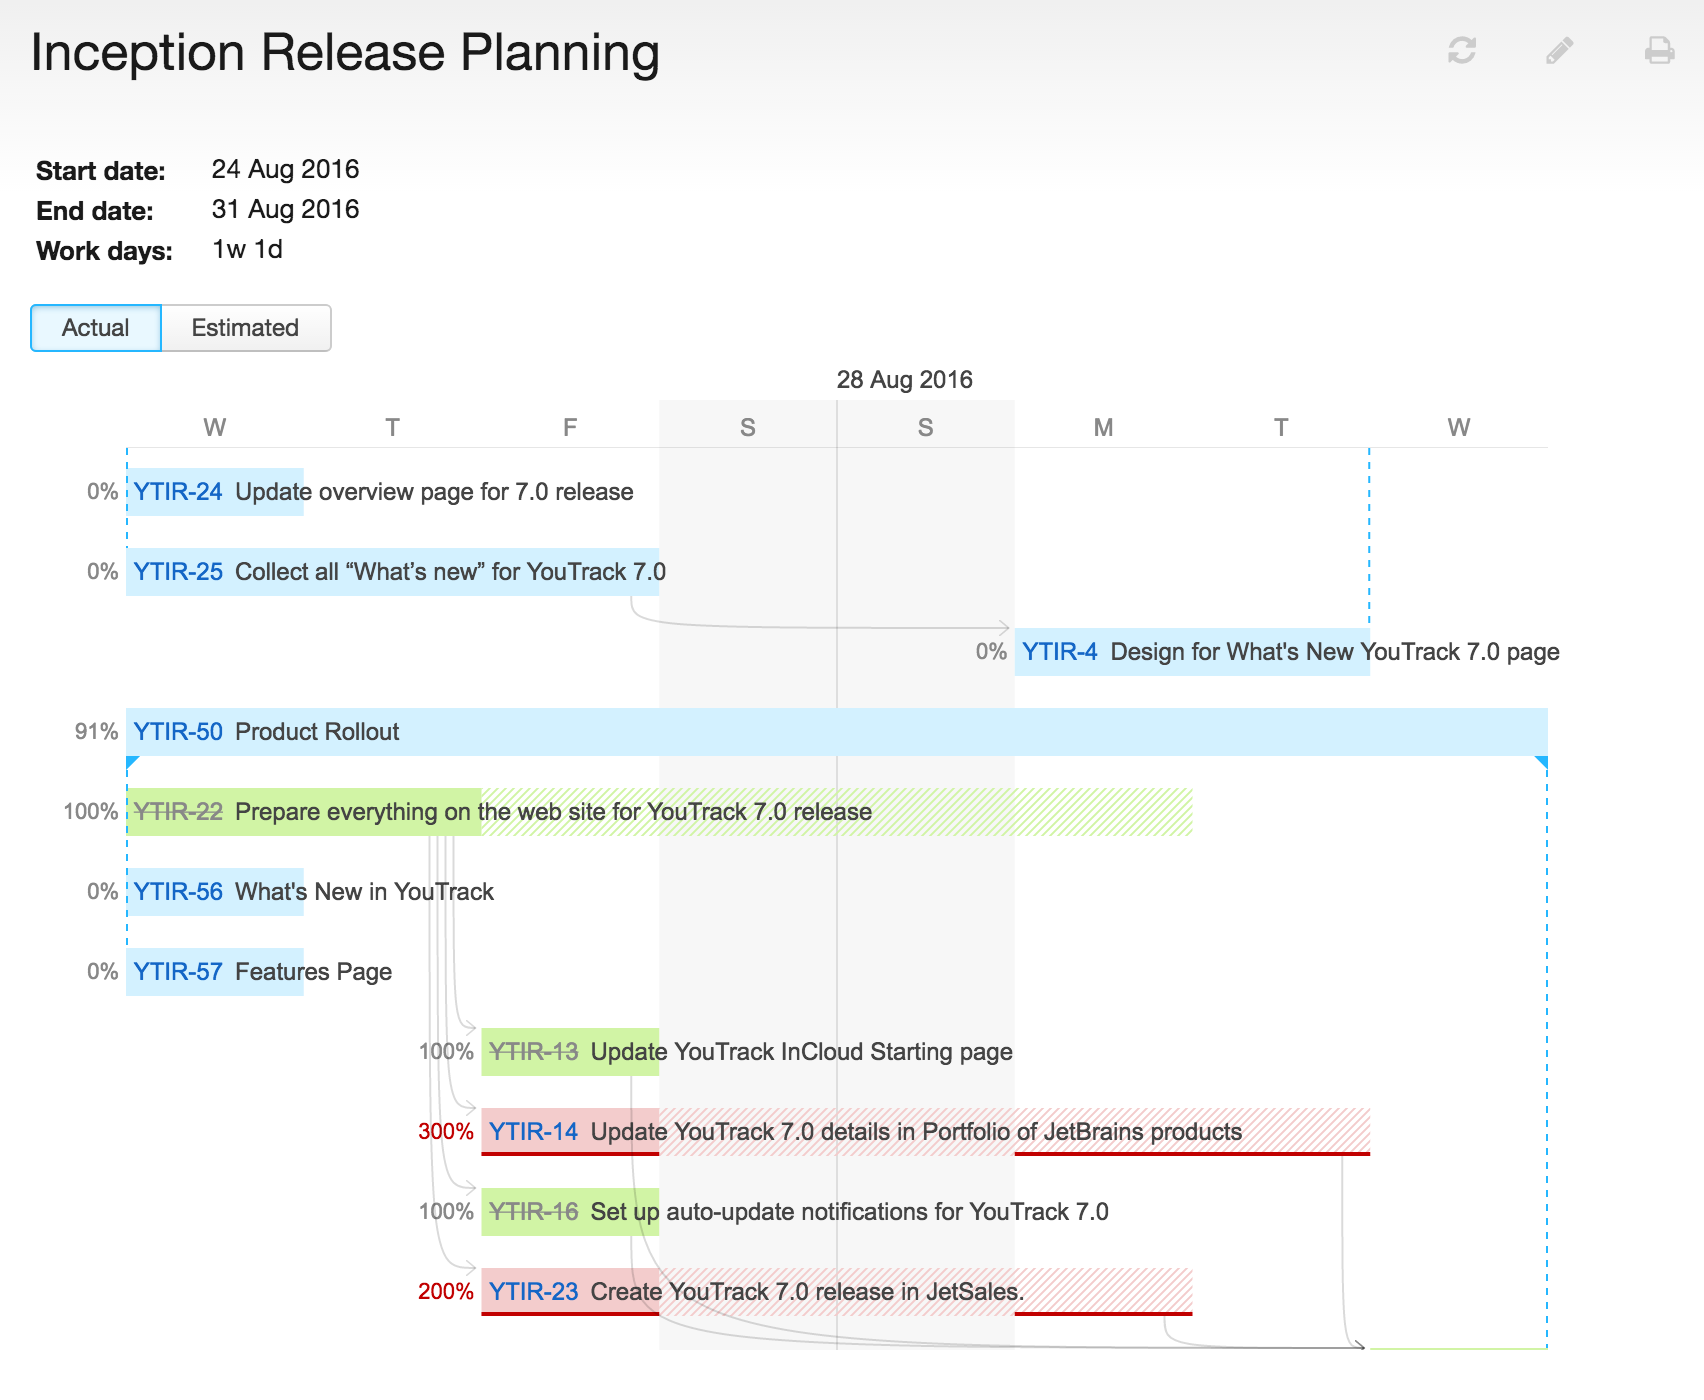 Inception Release Planning
Start date: 24 Aug 2016
End date: 31 Aug 2016
Work days: 1w 1d
Actual Estimated
28 Aug 2016
W T F S S M T W
0% YTIR-24 Update overview page for 7.0 release
0% YTIR-25 Collect all “What’s new” for YouTrack 7.0
0% YTIR-4 Design for What's New YouTrack 7.0 page
91% YTIR-50 Product Rollout
100% YTIR-22 Prepare everything on the web site for YouTrack 7.0 release
0% YTIR-56 What's New in YouTrack
0% YTIR-57 Features Page
100% YTIR-13 Update YouTrack InCloud Starting page
300% YTIR-14 Update YouTrack 7.0 details in Portfolio of JetBrains products
100% YTIR-16 Set up auto-update notifications for YouTrack 7.0
200% YTIR-23 Create YouTrack 7.0 release in JetSales.